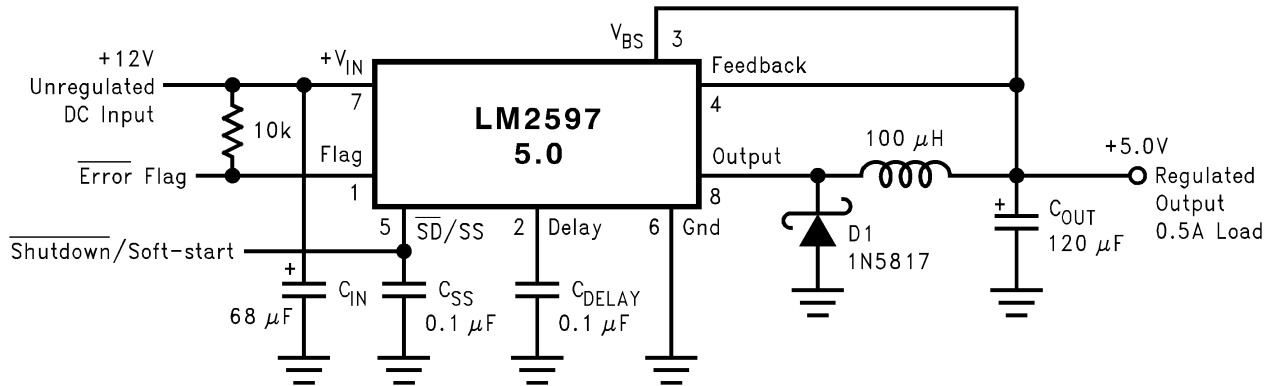 V_BS 3
+12V
Unregulated
DC Input
+V_IN
7
Feedback
4
LM2597
5.0
10k
Flag
1
Error Flag
Output
8
100 μH
+5.0V
Regulated
Output
0.5A Load
5 SD/SS
2 Delay
6 Gnd
Shutdown/Soft-start
+
C_IN
68 μF
C_SS
0.1 μF
C_DELAY
0.1 μF
D1
1N5817
+
C_OUT
120 μF